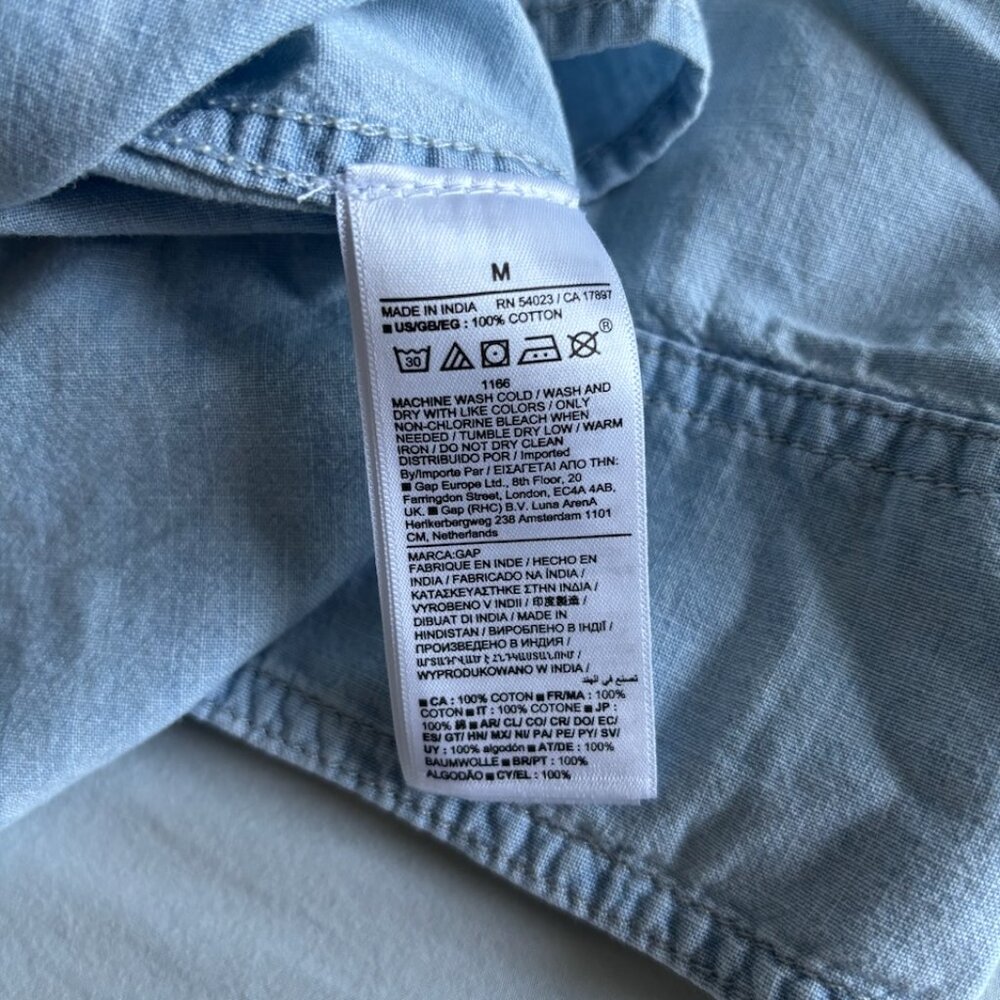 M
MADE IN INDIA RN 54023 / CA 17897
■ US/GB/EG : 100% COTTON
30
®
1166
MACHINE WASH COLD / WASH AND
DRY WITH LIKE COLORS / ONLY
NON-CHLORINE BLEACH WHEN
NEEDED / TUMBLE DRY LOW / WARM
IRON / DO NOT DRY CLEAN
DISTRIBUIDO POR / Imported
By/Importe Par / ΕΙΣΑΓΕΤΑΙ ΑΠΟ ΤΗΝ:
■ Gap Europe Ltd., 8th Floor, 20
Farringdon Street, London, EC4A 4AB,
UK. ■ Gap (RHC) B.V. Luna ArenA
Herikerbergweg 238 Amsterdam 1101
CM, Netherlands
MARCA:GAP
FABRIQUE EN INDE / HECHO EN
INDIA / FABRICADO NA ÍNDIA /
ΚΑΤΑΣΚΕΥΑΣΤΗΚΕ ΣΤΗΝ ΙΝΔΙΑ /
VYROBENO V INDII / 印度製造 /
DIBUAT DI INDIA / MADE IN
HINDISTAN / ВИРОБЛЕНО В ІНДІЇ /
ПРОИЗВЕДЕНО В ИНДИЯ /
WYPRODUKOWANO W INDIA /
تصنع في الهند
■ CA : 100% COTON ■ FR/MA : 100%
COTON ■ IT : 100% COTONE ■ JP :
100% 綿 ■ AR/ CL/ CO/ CR/ DO/ EC/
ES/ GT/ HN/ MX/ NI/ PA/ PE/ PY/ SV/
UY : 100% algodón ■ AT/DE : 100%
BAUMWOLLE ■ BR/PT : 100%
ALGODÃO ■ CY/EL : 100%